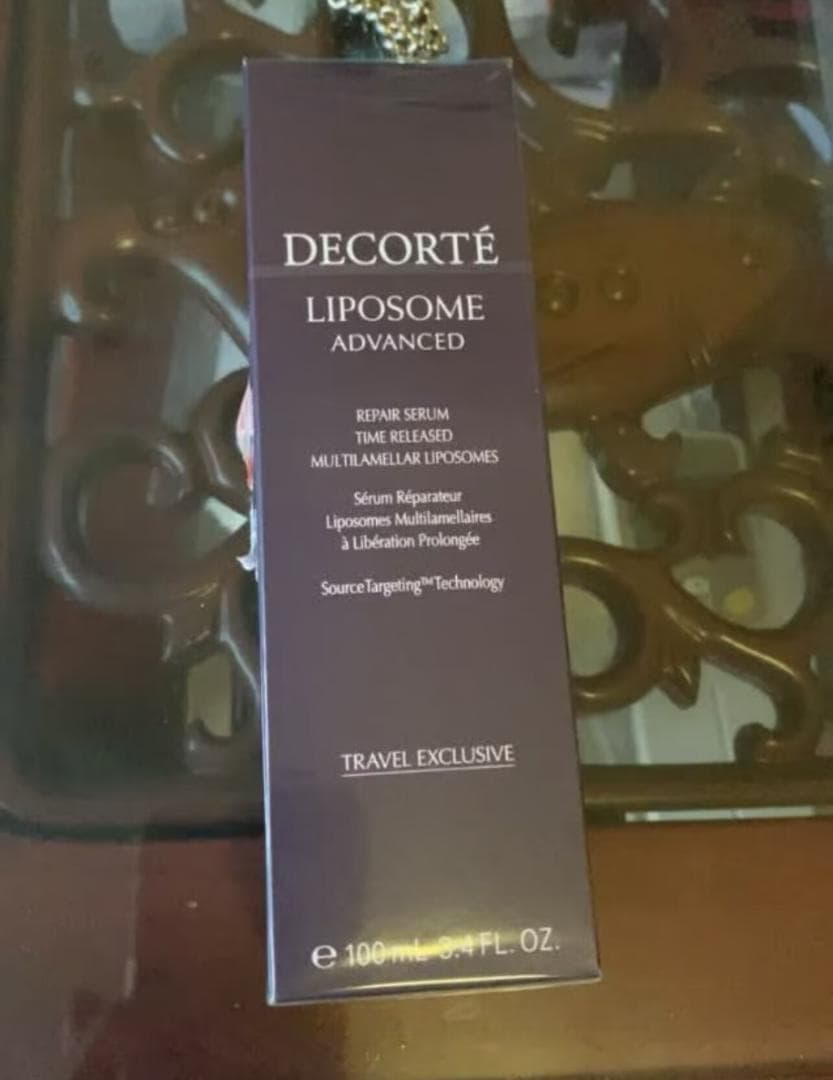 DECORTÉ
LIPOSOME
ADVANCED
REPAIR SERUM
TIME RELEASED
MULTILAMELLAR LIPOSOMES
Sérum Réparateur
Liposomes Multilamellaires
à Libération Prolongée
SourceTargeting™Technology
TRAVEL EXCLUSIVE
℮ 100 mL 3.4 FL. OZ.